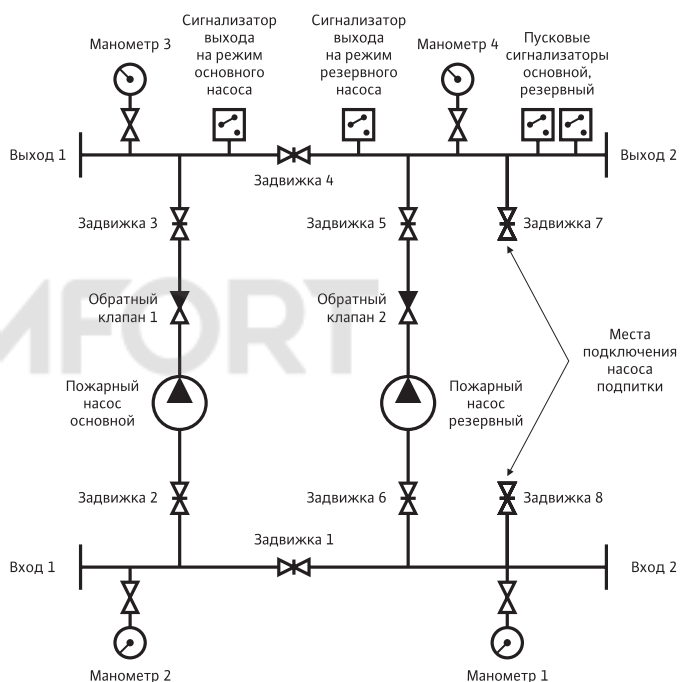 Сигнализатор
выхода
на режим
основного
насоса
Сигнализатор
выхода
на режим
резервного
насоса
Манометр 3
Манометр 4
Пусковые
сигнализаторы
основной,
резервный
Выход 1
Выход 2
Задвижка 4
Задвижка 3
Задвижка 5
Задвижка 7
Обратный
клапан 1
Обратный
клапан 2
Места
подключения
насоса
подпитки
Пожарный
насос
основной
Пожарный
насос
резервный
Задвижка 2
Задвижка 6
Задвижка 8
Задвижка 1
Вход 1
Вход 2
Манометр 2
Манометр 1